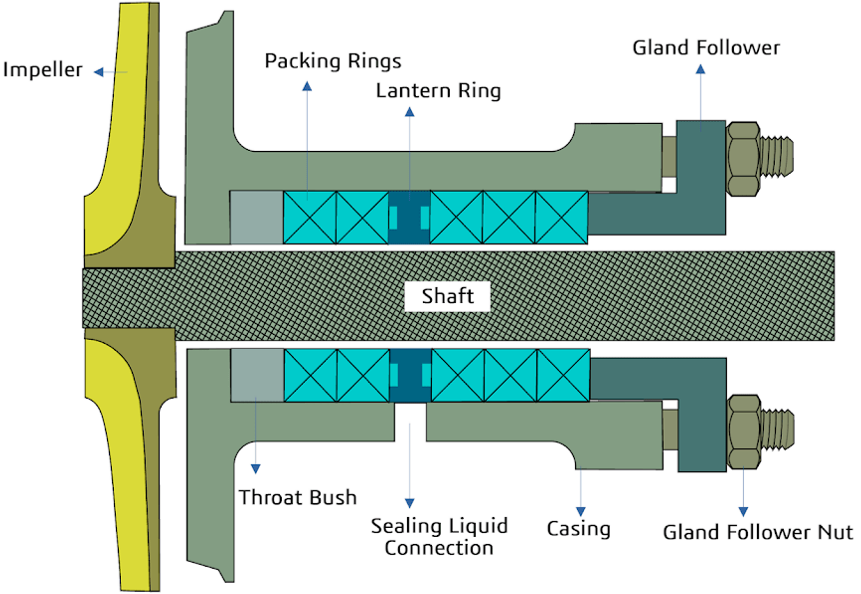 Gland Follower
Impeller
Packing Rings
Lantern Ring
Shaft
Throat Bush
Sealing Liquid
Connection
Casing
Gland Follower Nut